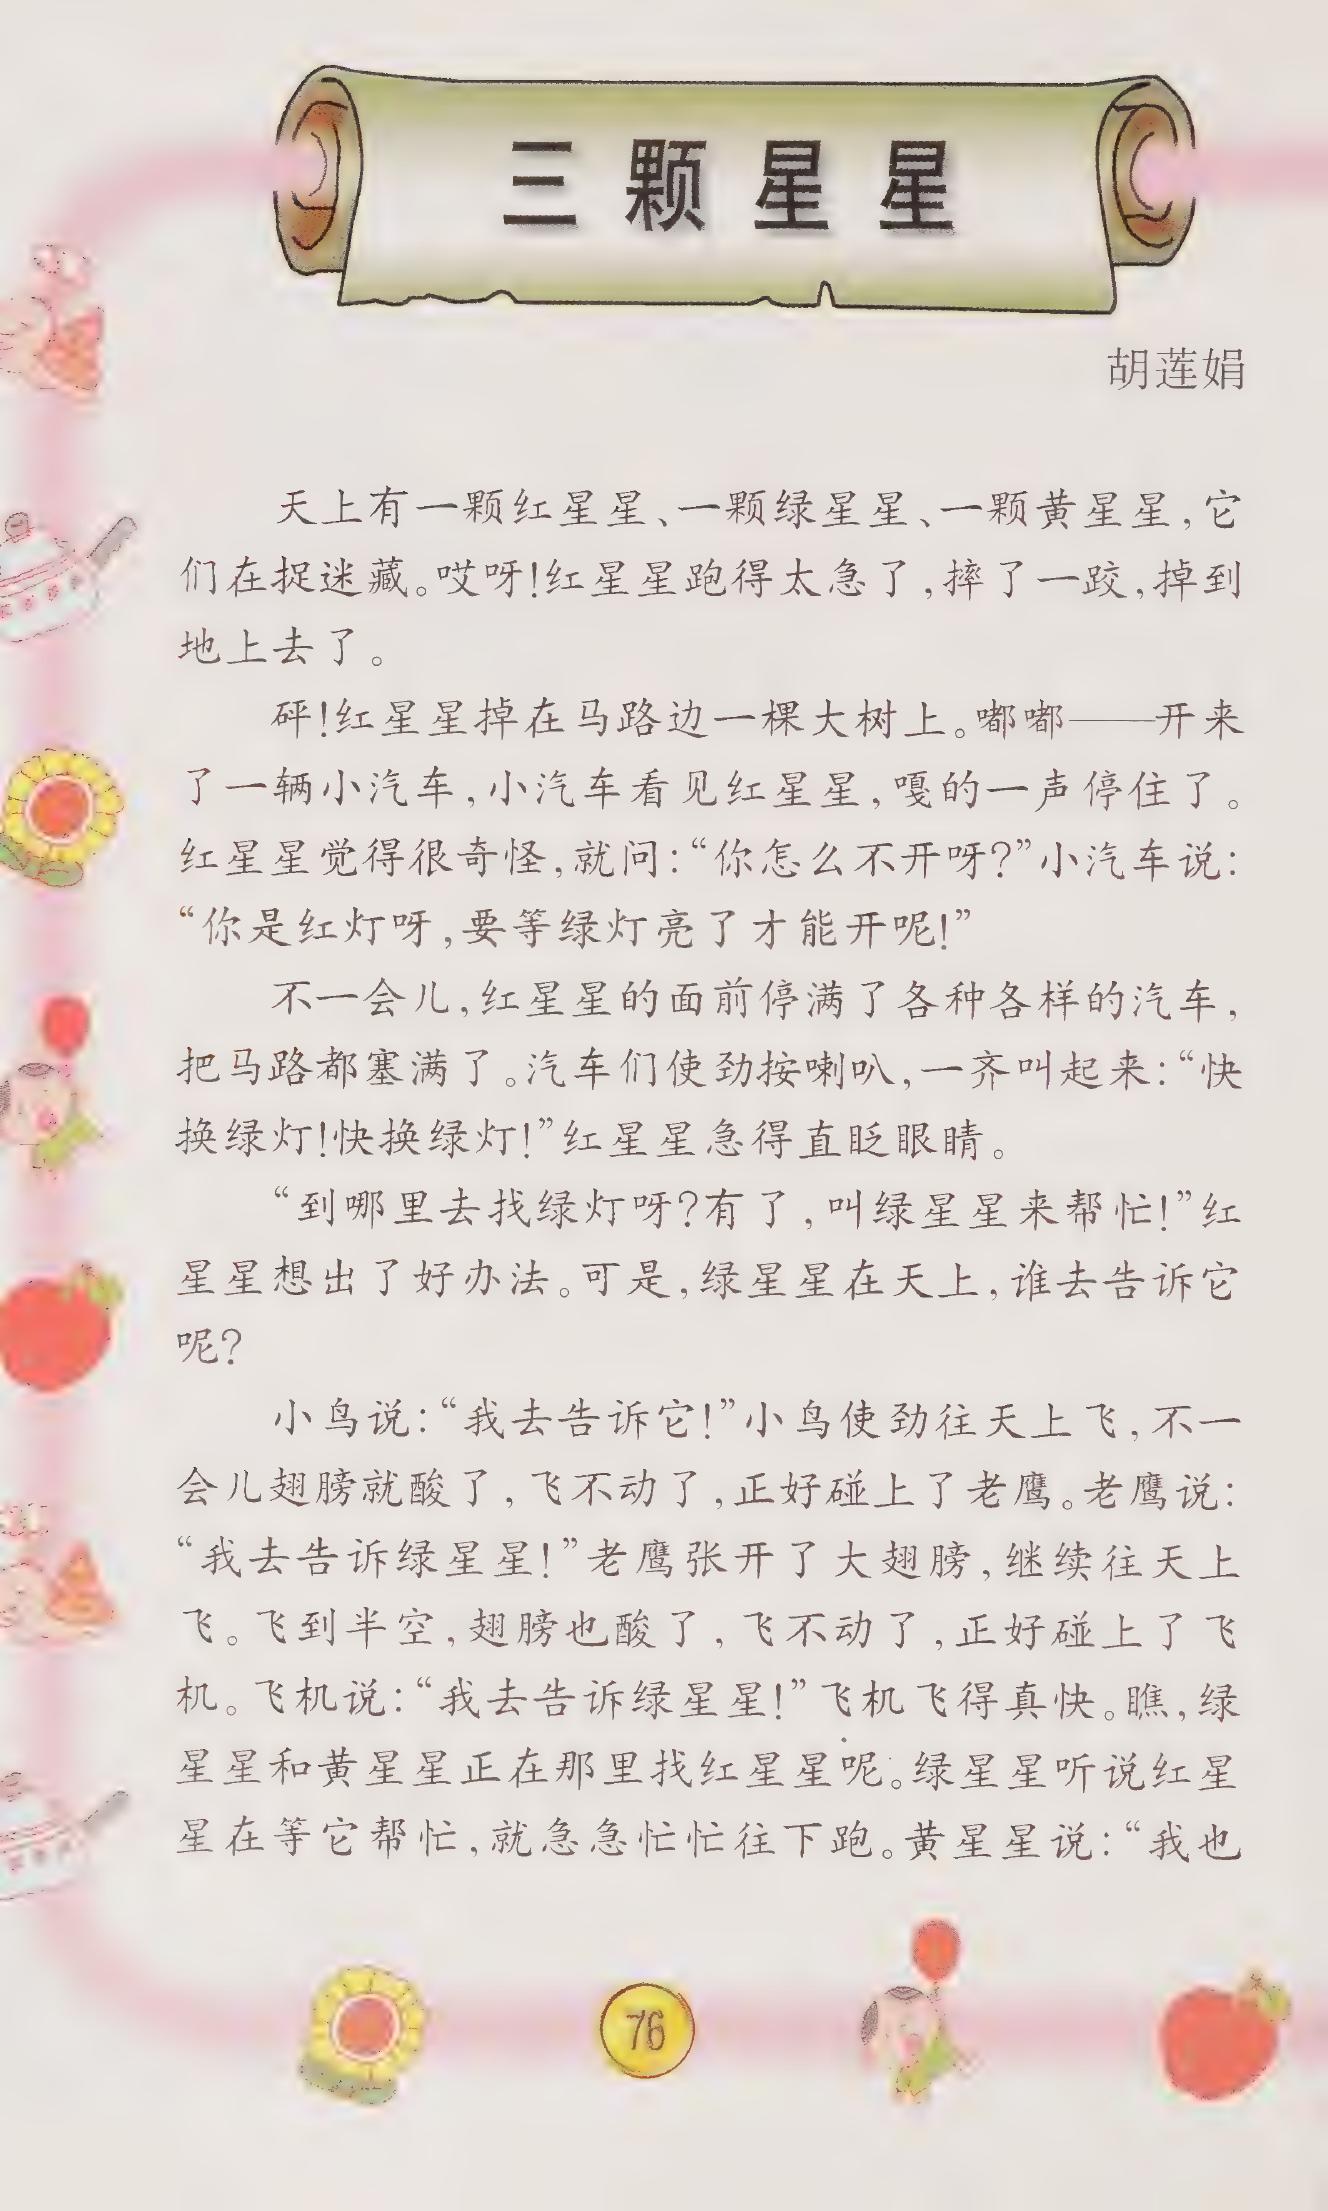 三颗星星
胡莲娟
天上有一颗红星星、一颗绿星星、一颗黄星星,它
们在捉迷藏。哎呀!红星星跑得太急了,摔了一跤,掉到
地上去了。
砰!红星星掉在马路边一棵大树上。嘟嘟——开来
了一辆小汽车,小汽车看见红星星,嘎的一声停住了。
红星星觉得很奇怪,就问:“你怎么不开呀?”小汽车说:
“你是红灯呀,要等绿灯亮了才能开呢!”
不一会儿,红星星的面前停满了各种各样的汽车,
把马路都塞满了。汽车们使劲按喇叭,一齐叫起来:“快
换绿灯!快换绿灯!”红星星急得直眨眼睛。
“到哪里去找绿灯呀?有了,叫绿星星来帮忙!”红
星星想出了好办法。可是,绿星星在天上,谁去告诉它
呢?
小鸟说:“我去告诉它!”小鸟使劲往天上飞,不一
会儿翅膀就酸了,飞不动了,正好碰上了老鹰。老鹰说:
“我去告诉绿星星!”老鹰张开了大翅膀,继续往天上
飞。飞到半空,翅膀也酸了,飞不动了,正好碰上了飞
机。飞机说:“我去告诉绿星星!”飞机飞得真快。瞧,绿
星星和黄星星正在那里找红星星呢。绿星星听说红星
星在等它帮忙,就急急忙忙往下跑。黄星星说:“我也
76